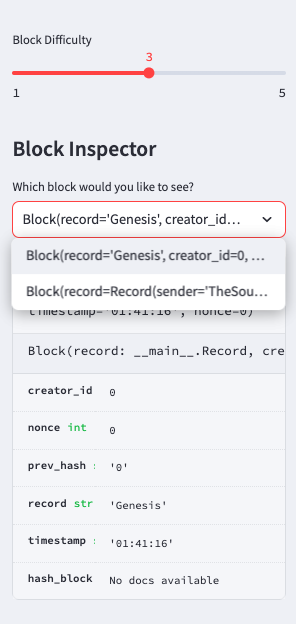 Block Difficulty
3
1 5
Block Inspector
Which block would you like to see?
Block(record='Genesis', creator_id...
Block(record='Genesis', creator_id=0, ...
Block(record=Record(sender='TheSou...
timestamp='01:41:16', nonce=0)
Block(record: __main__.Record, cre
creator_id 0
nonce int 0
prev_hash : '0'
record str 'Genesis'
timestamp : '01:41:16'
hash_block No docs available